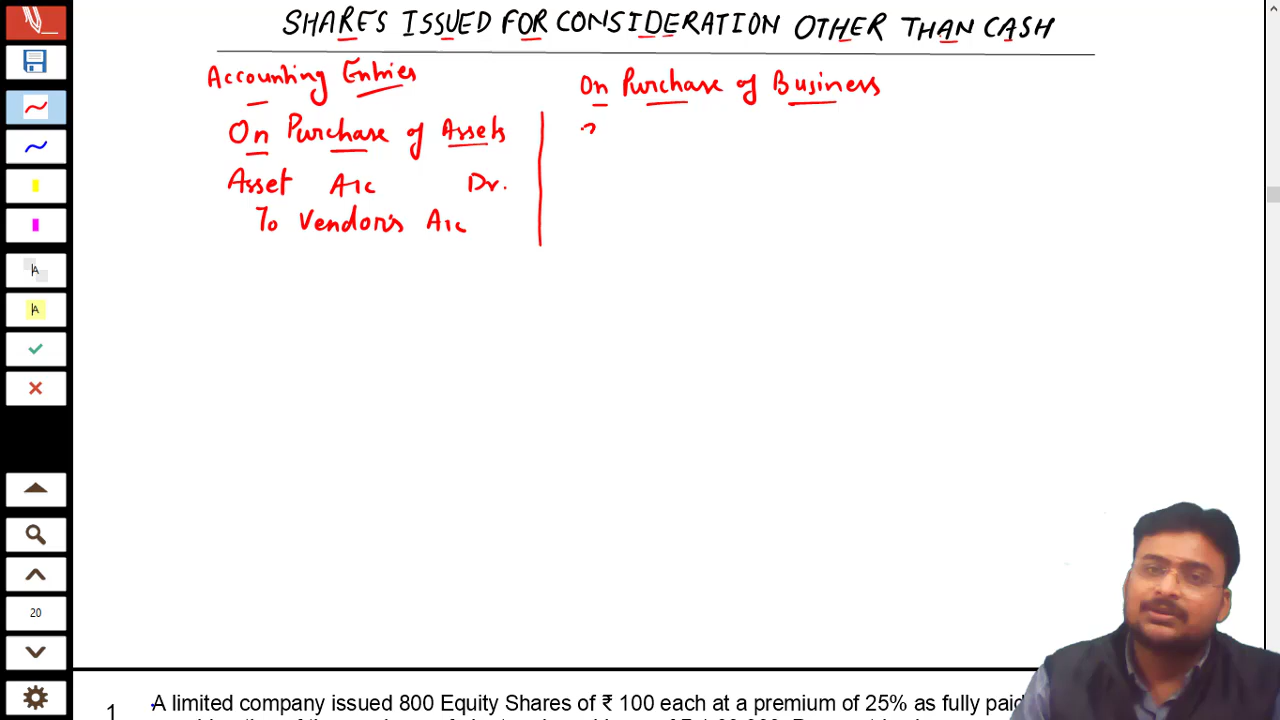 SHARES ISSUED FOR CONSIDERATION OTHER THAN CASH
Accounting Entries
On Purchase of Assets
Asset A/c Dr.
To Vendor's A/c
On Purchase of Business
A
A
20
1 A limited company issued 800 Equity Shares of ₹ 100 each at a premium of 25% as fully paid